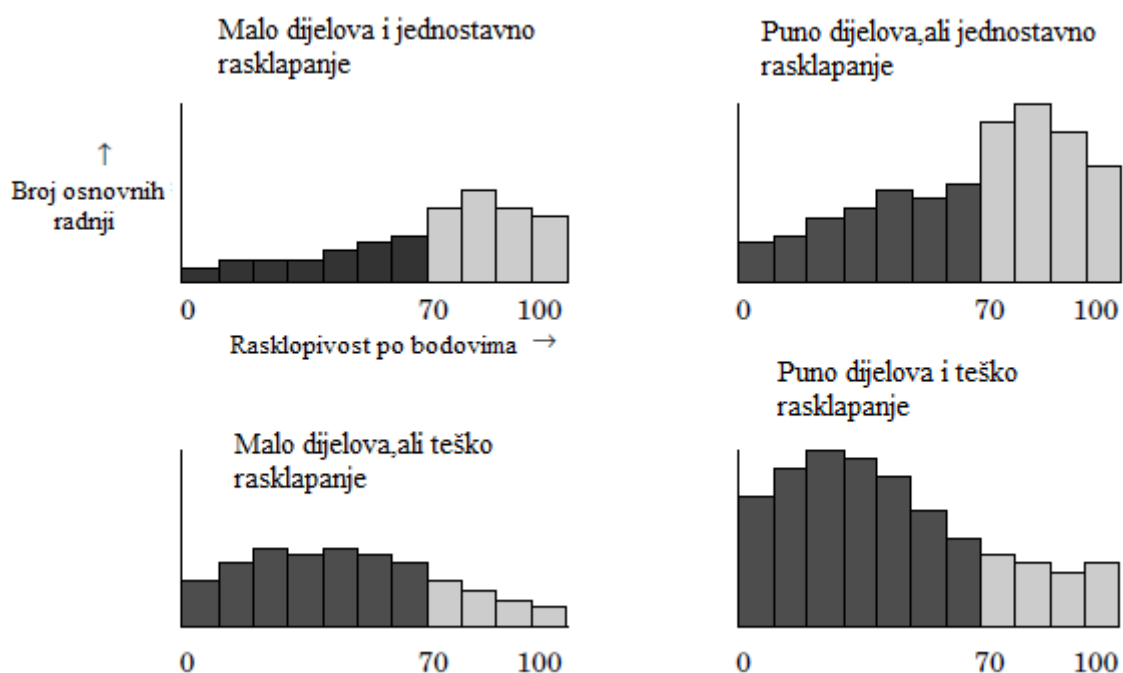 Malo dijelova i jednostavno
rasklapanje
↑
Broj osnovnih
radnji
0 70 100
Rasklopivost po bodovima →
Puno dijelova,ali jednostavno
rasklapanje
0 70 100
Malo dijelova,ali teško
rasklapanje
0 70 100
Puno dijelova i teško
rasklapanje
0 70 100